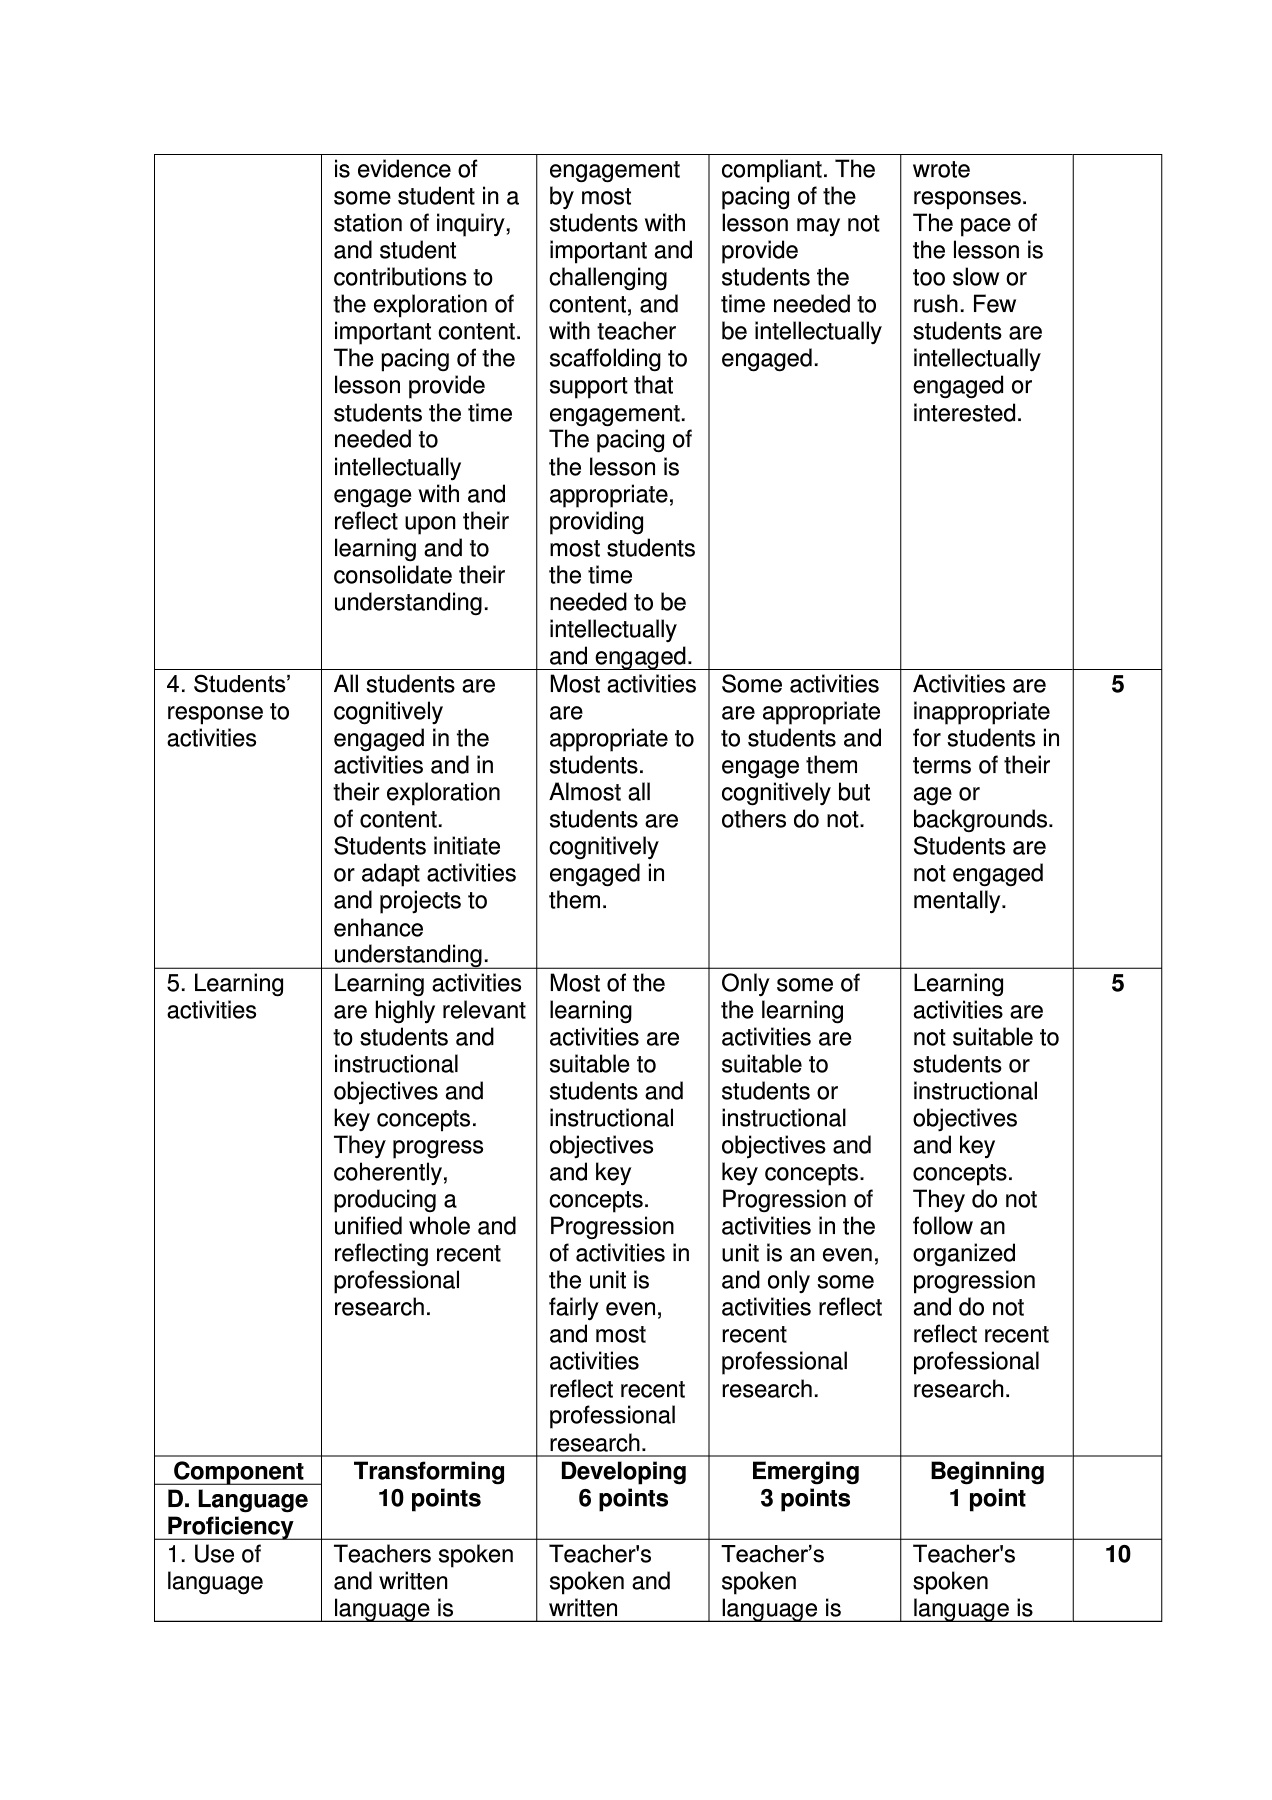 is evidence of
some student in a
station of inquiry,
and student
contributions to
the exploration of
important content.
The pacing of the
lesson provide
students the time
needed to
intellectually
engage with and
reflect upon their
learning and to
consolidate their
understanding.
engagement
by most
students with
important and
challenging
content, and
with teacher
scaffolding to
support that
engagement.
The pacing of
the lesson is
appropriate,
providing
most students
the time
needed to be
intellectually
and engaged.
compliant. The
pacing of the
lesson may not
provide
students the
time needed to
be intellectually
engaged.
wrote
responses.
The pace of
the lesson is
too slow or
rush. Few
students are
intellectually
engaged or
interested.
4. Students’
response to
activities
All students are
cognitively
engaged in the
activities and in
their exploration
of content.
Students initiate
or adapt activities
and projects to
enhance
understanding.
Most activities
are
appropriate to
students.
Almost all
students are
cognitively
engaged in
them.
Some activities
are appropriate
to students and
engage them
cognitively but
others do not.
Activities are
inappropriate
for students in
terms of their
age or
backgrounds.
Students are
not engaged
mentally.
5
5. Learning
activities
Learning activities
are highly relevant
to students and
instructional
objectives and
key concepts.
They progress
coherently,
producing a
unified whole and
reflecting recent
professional
research.
Most of the
learning
activities are
suitable to
students and
instructional
objectives
and key
concepts.
Progression
of activities in
the unit is
fairly even,
and most
activities
reflect recent
professional
research.
Only some of
the learning
activities are
suitable to
students or
instructional
objectives and
key concepts.
Progression of
activities in the
unit is an even,
and only some
activities reflect
recent
professional
research.
Learning
activities are
not suitable to
students or
instructional
objectives
and key
concepts.
They do not
follow an
organized
progression
and do not
reflect recent
professional
research.
5
Component
D. Language
Proficiency
Transforming
10 points
Developing
6 points
Emerging
3 points
Beginning
1 point
1. Use of
language
Teachers spoken
and written
language is
Teacher's
spoken and
written
Teacher’s
spoken
language is
Teacher's
spoken
language is
10